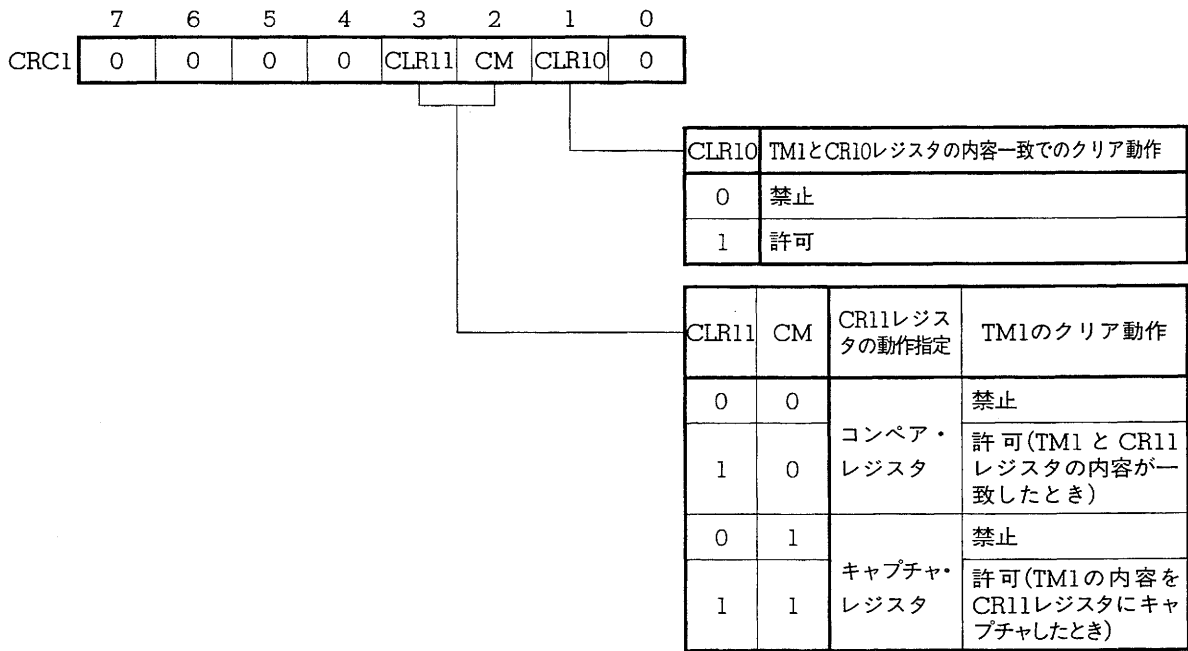 7 6 5 4 3 2 1 0
CRC1 0 0 0 0 CLR11 CM CLR10 0
CLR10 TM1とCR10レジスタの内容一致でのクリア動作
0 禁止
1 許可
CLR11 CM CR11レジス
タの動作指定 TM1のクリア動作
0 0 コンペア・
レジスタ 禁止
1 0 許可(TM1 と CR11
レジスタの内容が一
致したとき)
0 1 キャプチャ・
レジスタ 禁止
1 1 許可(TM1の内容を
CR11レジスタにキャ
プチャしたとき)